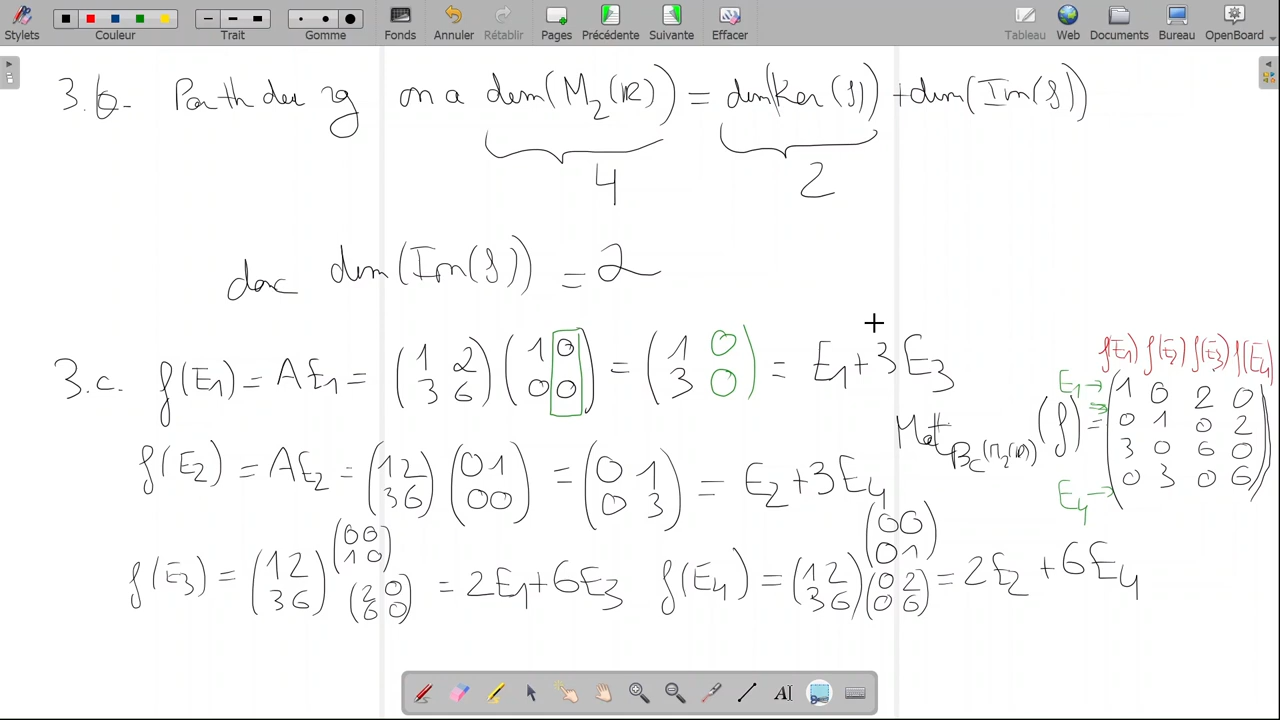 Stylets Couleur Trait Gomme Fonds Annuler Rétablir Pages Précédente Suivante Effacer Tableau Web Documents Bureau OpenBoard
3.b- Par th du rg on a dim(M₂(ℝ)) = dim(Ker(f)) + dim(Im(f))
4 2
donc dim(Im(f)) = 2
3.c. f(E₁) = AE₁ = (1 2 / 3 6)(1 0 / 0 0) = (1 0 / 3 0) = E₁+3E₃
f(E₂) = AE₂ = (1 2 / 3 6)(0 1 / 0 0) = (0 1 / 0 3) = E₂+3E₄
f(E₃) = (1 2 / 3 6)(0 0 / 1 0) (2 0 / 6 0) = 2E₁+6E₃ f(E₄) = (1 2 / 3 6)(0 0 / 0 1) (0 2 / 0 6) = 2E₂+6E₄
f(E₁) f(E₃) f(E₃) f(E₄)
Mat Bc(M₂(ℝ)) (f) =
E₁→ 1 0 2 0
0 1 0 2
3 0 6 0
E₄→ 0 3 0 6
AI